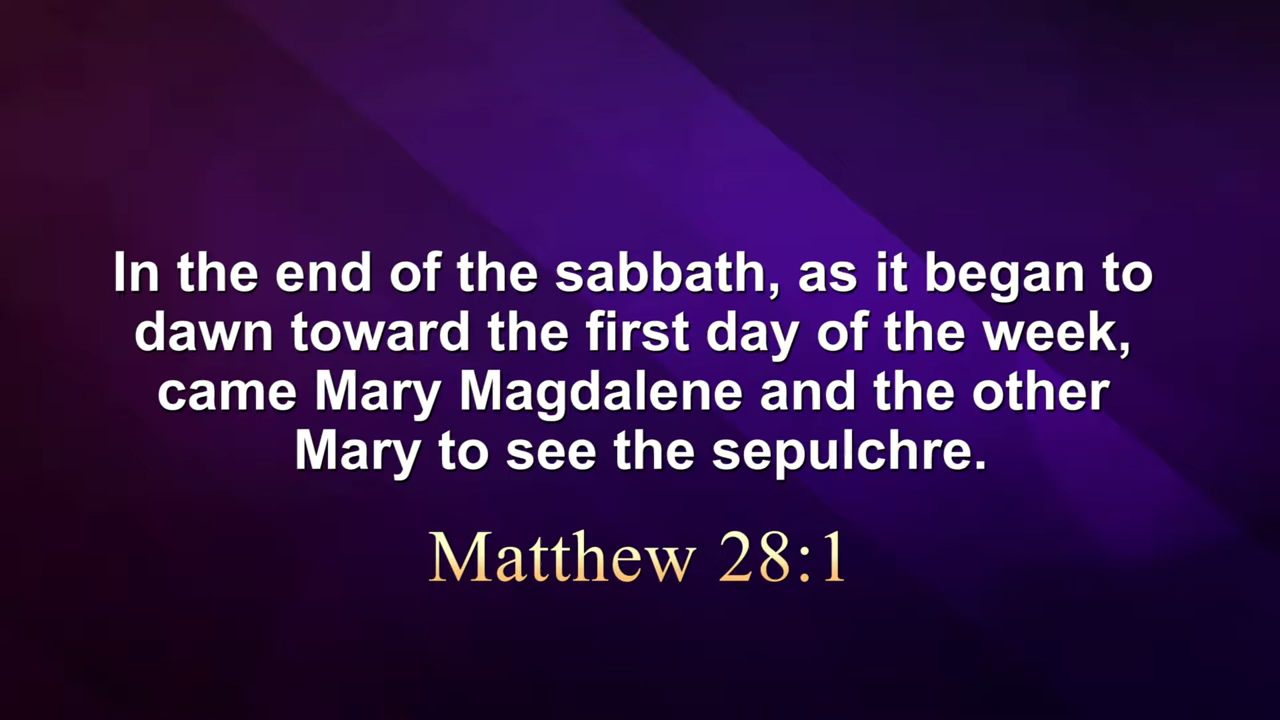 In the end of the sabbath, as it began to
dawn toward the first day of the week,
came Mary Magdalene and the other
Mary to see the sepulchre.
Matthew 28:1